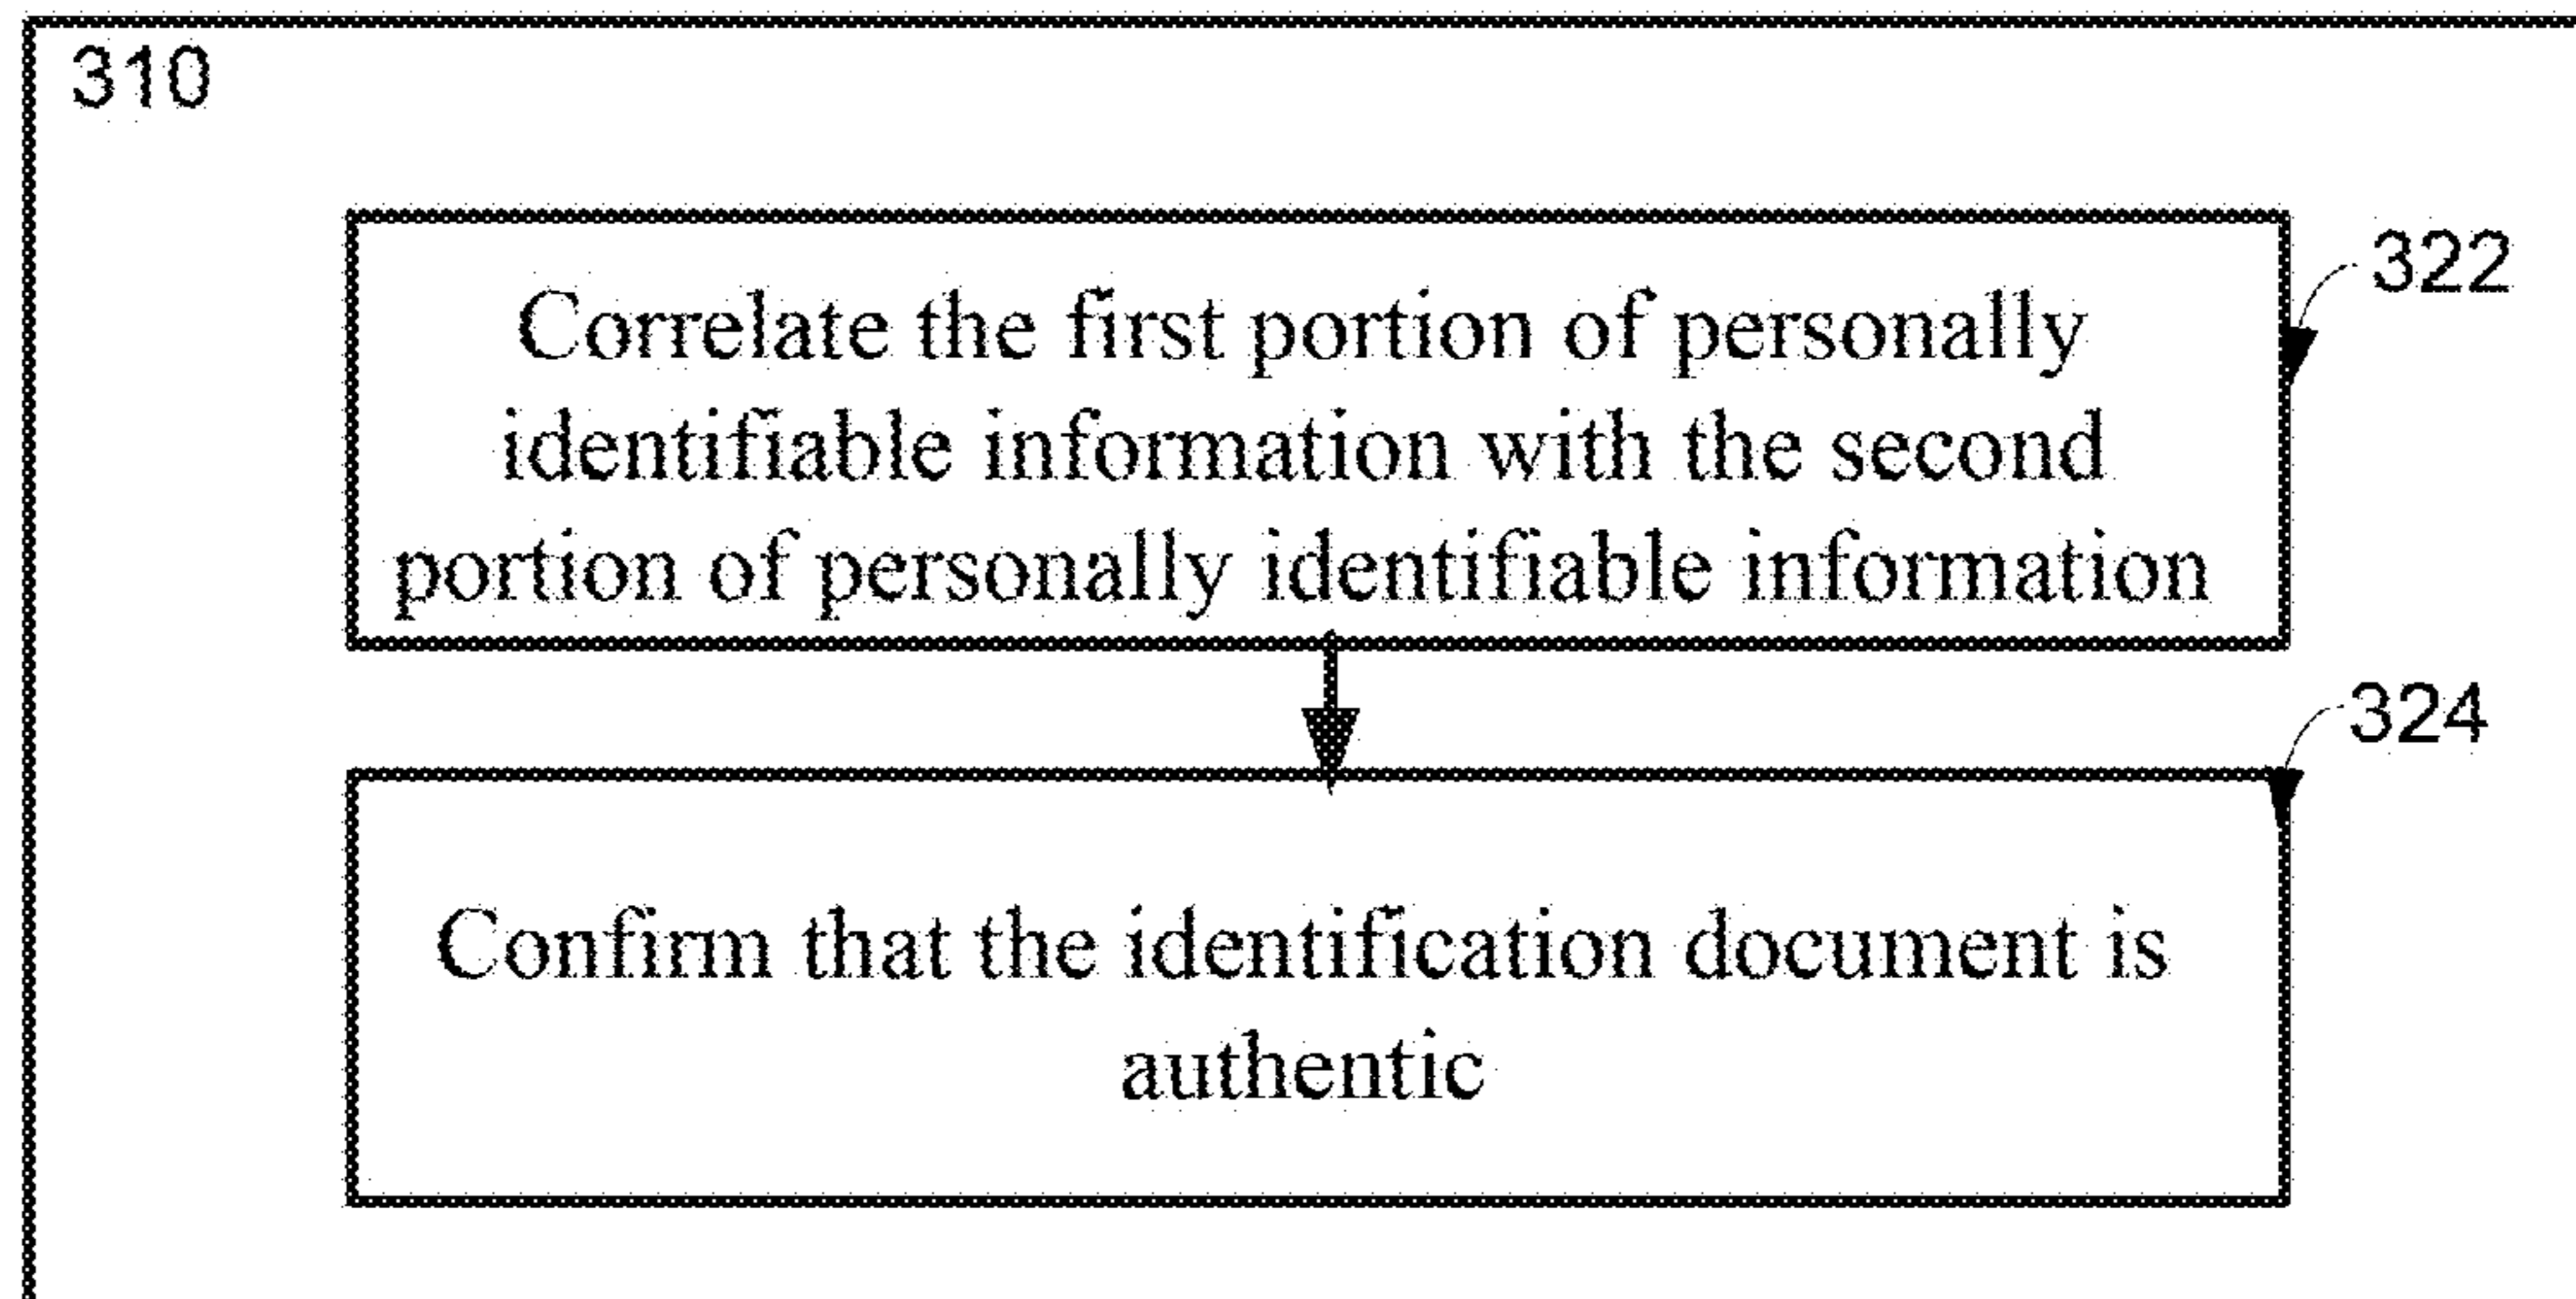 310
322
Correlate the first portion of personally
identifiable information with the second
portion of personally identifiable information
324
Confirm that the identification document is
authentic